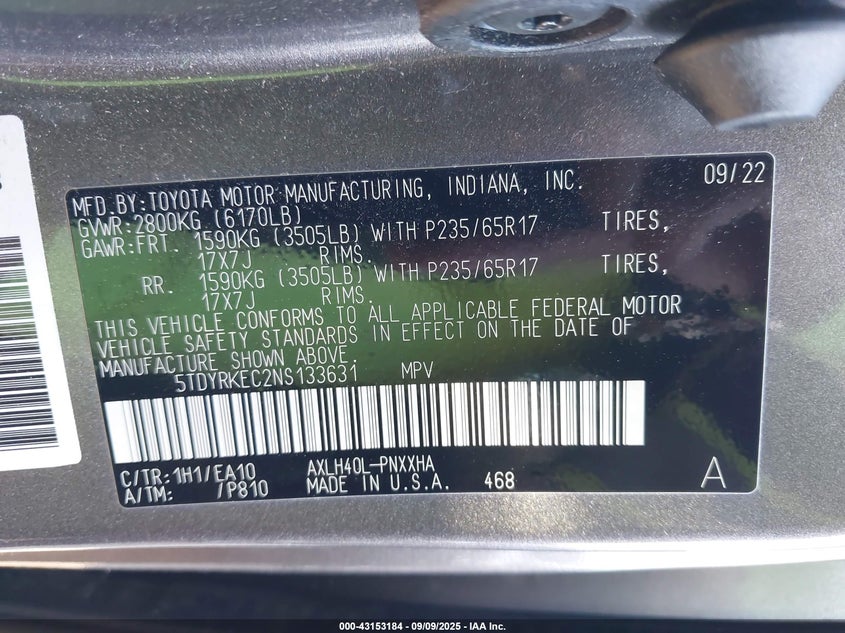 MFD.BY:TOYOTA MOTOR MANUFACTURING, INDIANA, INC. 09/22
GVWR:2800KG (6170LB)
GAWR:FRT. 1590KG (3505LB) WITH P235/65R17 TIRES,
17X7J RIMS.
RR. 1590KG (3505LB) WITH P235/65R17 TIRES,
17X7J RIMS.
THIS VEHICLE CONFORMS TO ALL APPLICABLE FEDERAL MOTOR
VEHICLE SAFETY STANDARDS IN EFFECT ON THE DATE OF
MANUFACTURE SHOWN ABOVE.
5TDYRKEC2NS133631 MPV
C/TR:1H1/EA10 AXLH40L-PNXXHA
A/TM: /P810 MADE IN U.S.A. 468 A
000-43153184 - 09/09/2025 - IAA Inc.